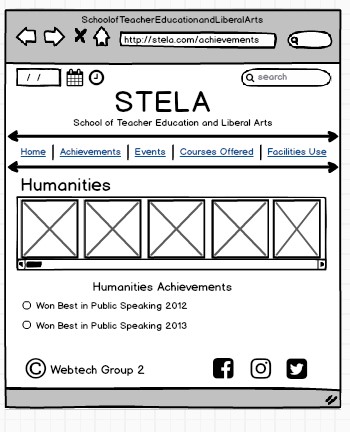 SchoolofTeacherEducationandLiberalArts
http://stela.com/achievements
/ /
search
STELA
School of Teacher Education and Liberal Arts
Home | Achievements | Events | Courses Offered | Facilities Use
Humanities
Humanities Achievements
Won Best in Public Speaking 2012
Won Best in Public Speaking 2013
© Webtech Group 2